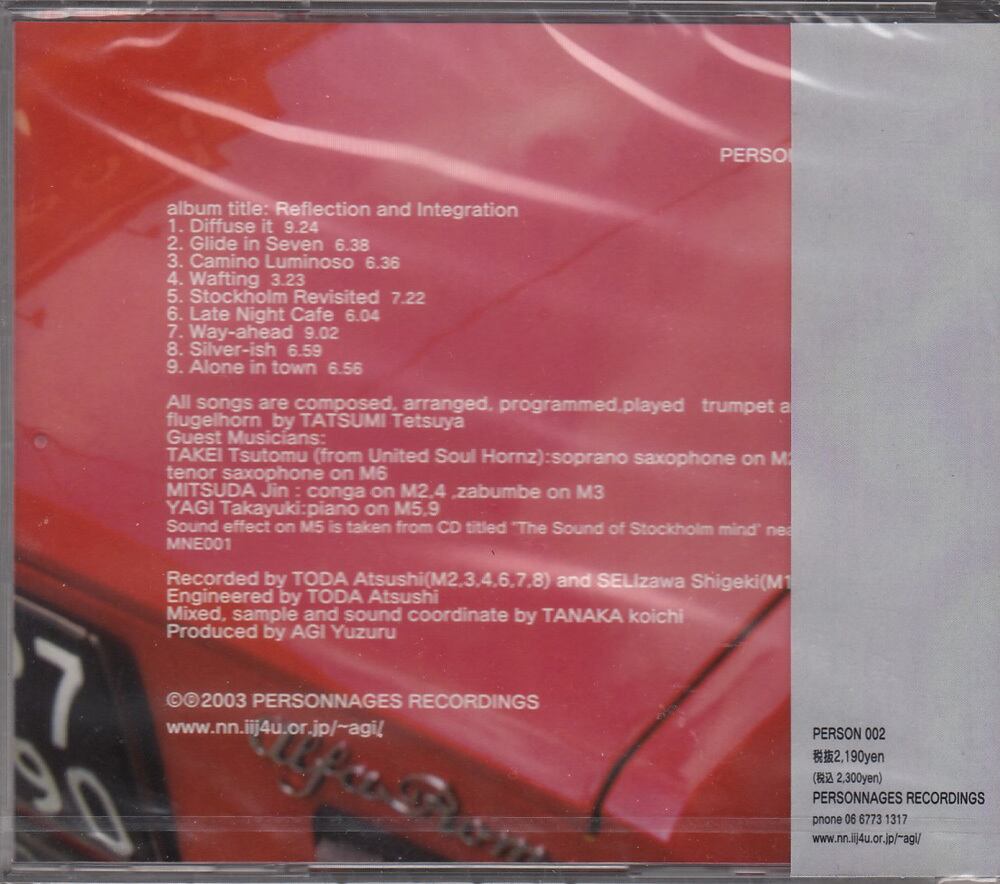 PERSO
album title: Reflection and Integration
1. Diffuse it 9.24
2. Glide in Seven 6.38
3. Camino Luminoso 6.36
4. Wafting 3.23
5. Stockholm Revisited 7.22
6. Late Night Cafe 6.04
7. Way-ahead 9.02
8. Silver-ish 6.59
9. Alone in town 6.56
All songs are composed, arranged, programmed,played trumpet a
flugelhorn by TATSUMI Tetsuya
Guest Musicians:
TAKEI Tsutomu (from United Soul Hornz):soprano saxophone on M2
tenor saxophone on M6
MITSUDA Jin : conga on M2,4 ,zabumbe on M3
YAGI Takayuki:piano on M5,9
Sound effect on M5 is taken from CD titled 'The Sound of Stockholm mind' nea
MNE001
Recorded by TODA Atsushi(M2,3,4,6,7,8) and SELIzawa Shigeki(M1
Engineered by TODA Atsushi
Mixed, sample and sound coordinate by TANAKA koichi
Produced by AGI Yuzuru
©℗2003 PERSONNAGES RECORDINGS
www.nn.iij4u.or.jp/~agi/
Alfa Rom
7
90
PERSON 002
税抜2,190yen
(税込 2,300yen)
PERSONNAGES RECORDINGS
pnone 06 6773 1317
www.nn.iij4u.or.jp/~agi/